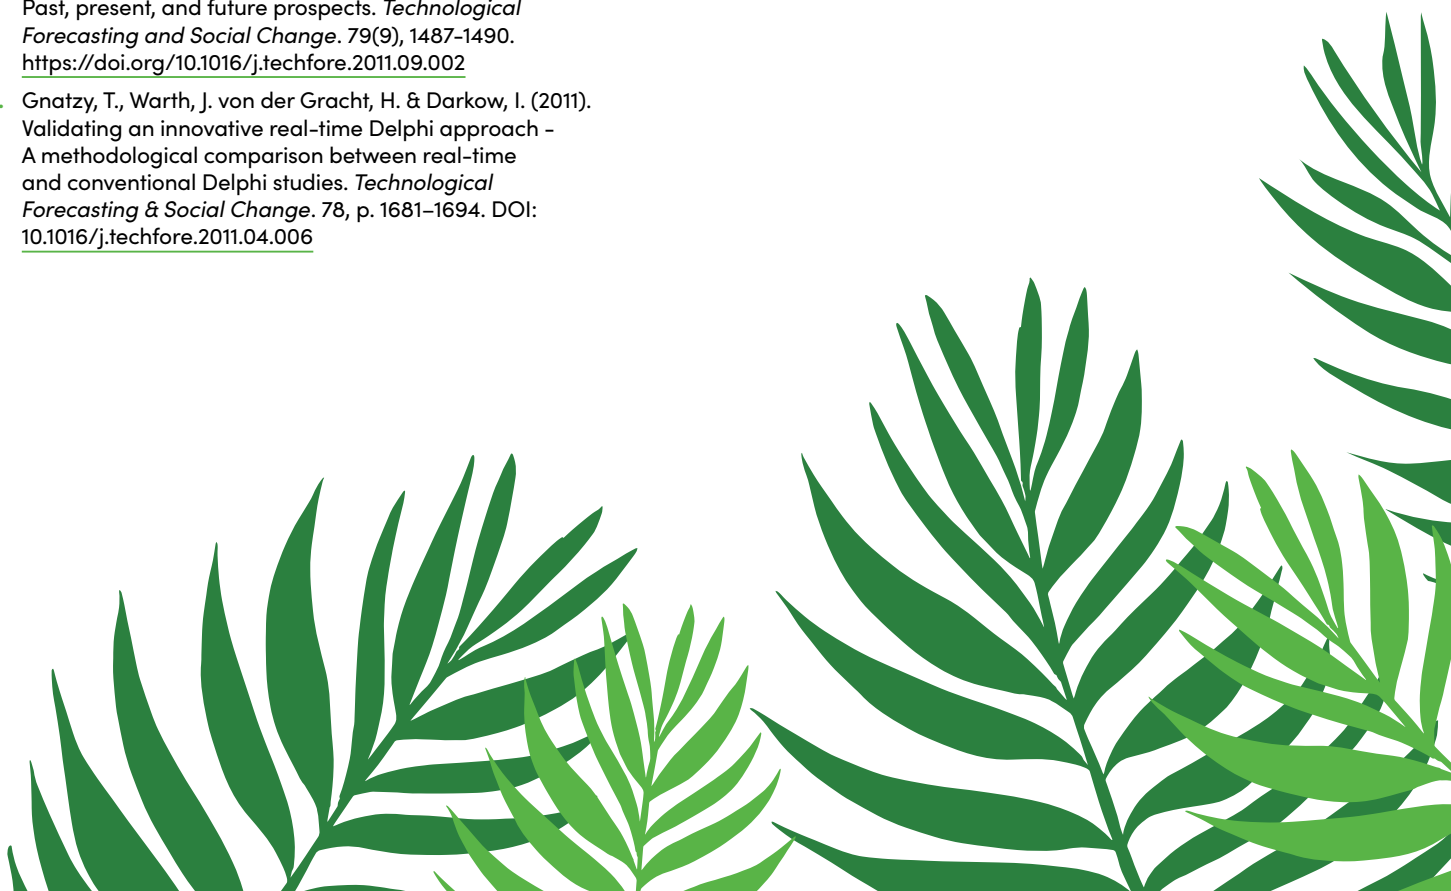 Past, present, and future prospects. Technological
Forecasting and Social Change. 79(9), 1487-1490.
https://doi.org/10.1016/j.techfore.2011.09.002
Gnatzy, T., Warth, J. von der Gracht, H. & Darkow, I. (2011).
Validating an innovative real-time Delphi approach -
A methodological comparison between real-time
and conventional Delphi studies. Technological
Forecasting & Social Change. 78, p. 1681–1694. DOI:
10.1016/j.techfore.2011.04.006